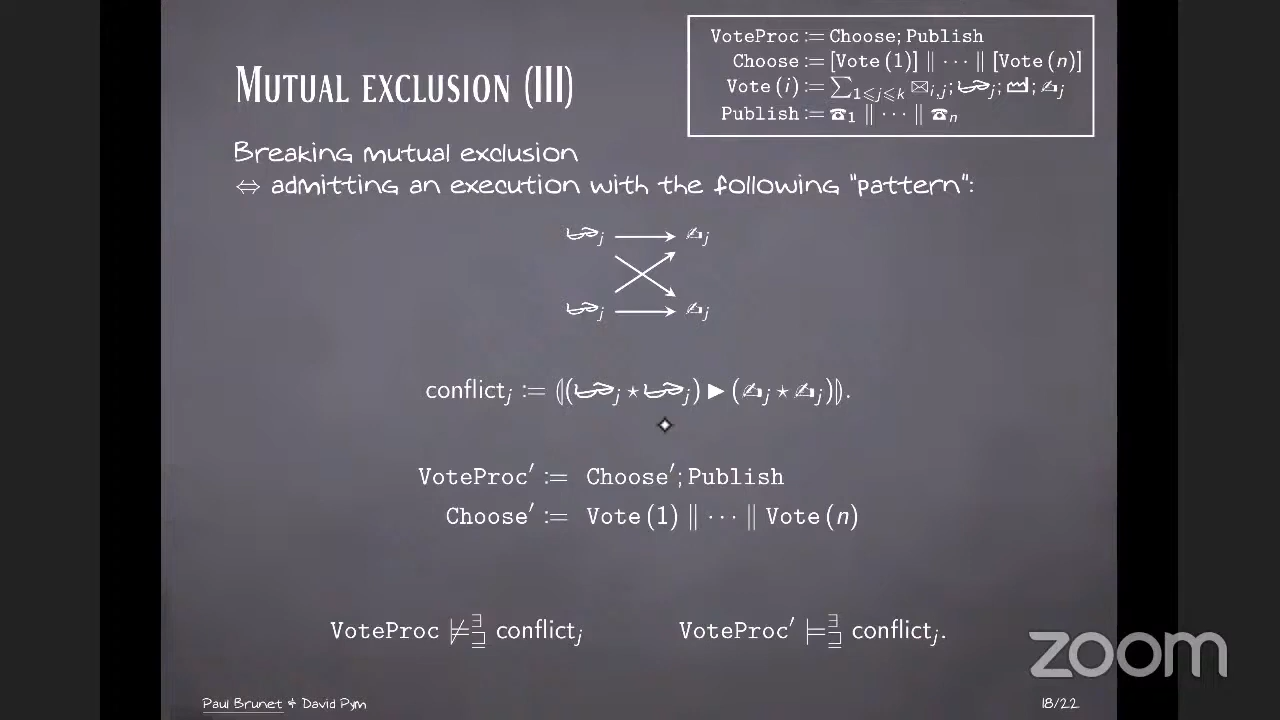 MUTUAL EXCLUSION (III)
VoteProc := Choose; Publish
Choose := [Vote (1)] ∥ ⋯ ∥ [Vote (n)]
Vote (i) := ∑1⩽j⩽k ✉i,j; 👓j; ; ✍j
Publish := ☎1 ∥ ⋯ ∥ ☎n
Breaking mutual exclusion
⇔ admitting an execution with the following "pattern":
👓j → ✍j
👓j → ✍j
conflictj := ⦇(👓j ⋆ 👓j) ▶ (✍j ⋆ ✍j)⦈.
VoteProc′ := Choose′; Publish
Choose′ := Vote (1) ∥ ⋯ ∥ Vote (n)
VoteProc ⊭∃⊒ conflictj VoteProc′ ⊨∃⊒ conflictj.
zoom
Paul Brunet & David Pym 18/22